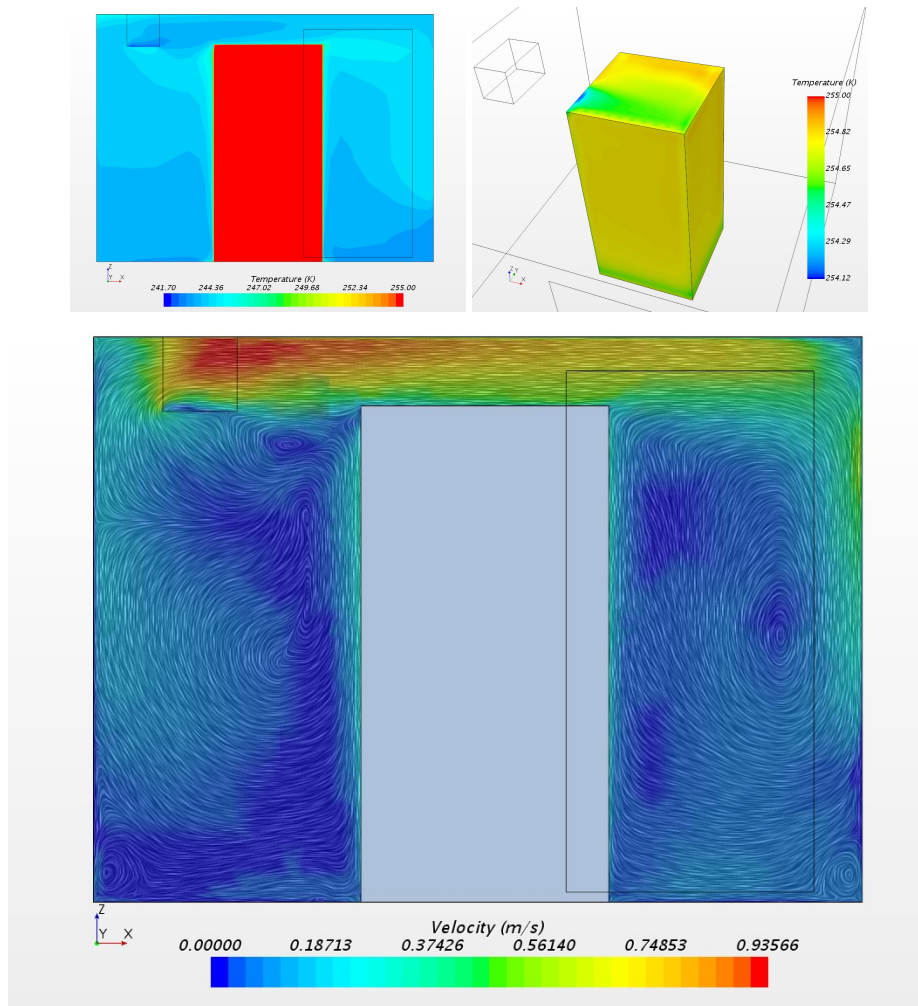 Z
Y X
Temperature (K)
241.70 244.36 247.02 249.68 252.34 255.00
Temperature (K)
255.00
254.82
254.65
254.47
254.29
254.12
Z Y
X
Z
Y X
Velocity (m/s)
0.00000 0.18713 0.37426 0.56140 0.74853 0.93566